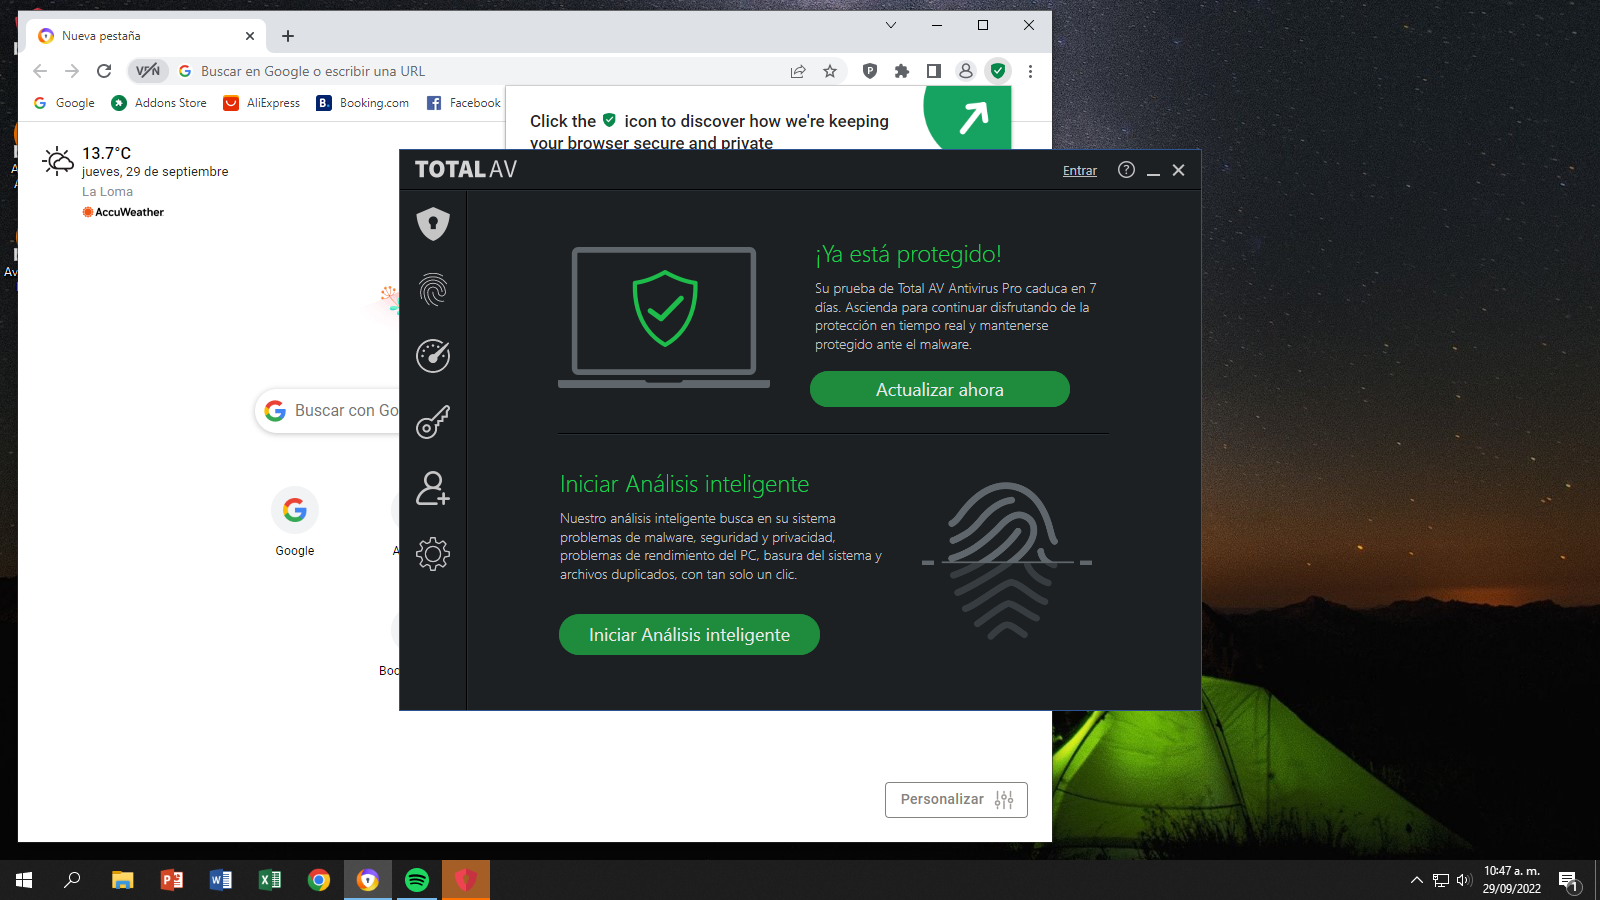 Nueva pestaña
VPN
Buscar en Google o escribir una URL
Google
Addons Store
AliExpress
B.
Booking.com
Facebook
Click the icon to discover how we're keeping
your browser secure and private
13.7°C
jueves, 29 de septiembre
La Loma
AccuWeather
TOTAL AV
Entrar
¡Ya está protegido!
Su prueba de Total AV Antivirus Pro caduca en 7
días. Ascienda para continuar disfrutando de la
protección en tiempo real y mantenerse
protegido ante el malware.
Actualizar ahora
Buscar con Go
Iniciar Análisis inteligente
Nuestro análisis inteligente busca en su sistema
problemas de malware, seguridad y privacidad,
problemas de rendimiento del PC, basura del sistema y
archivos duplicados, con tan solo un clic.
Iniciar Análisis inteligente
Google
A
Boo
Av
Personalizar
10:47 a. m.
29/09/2022
1